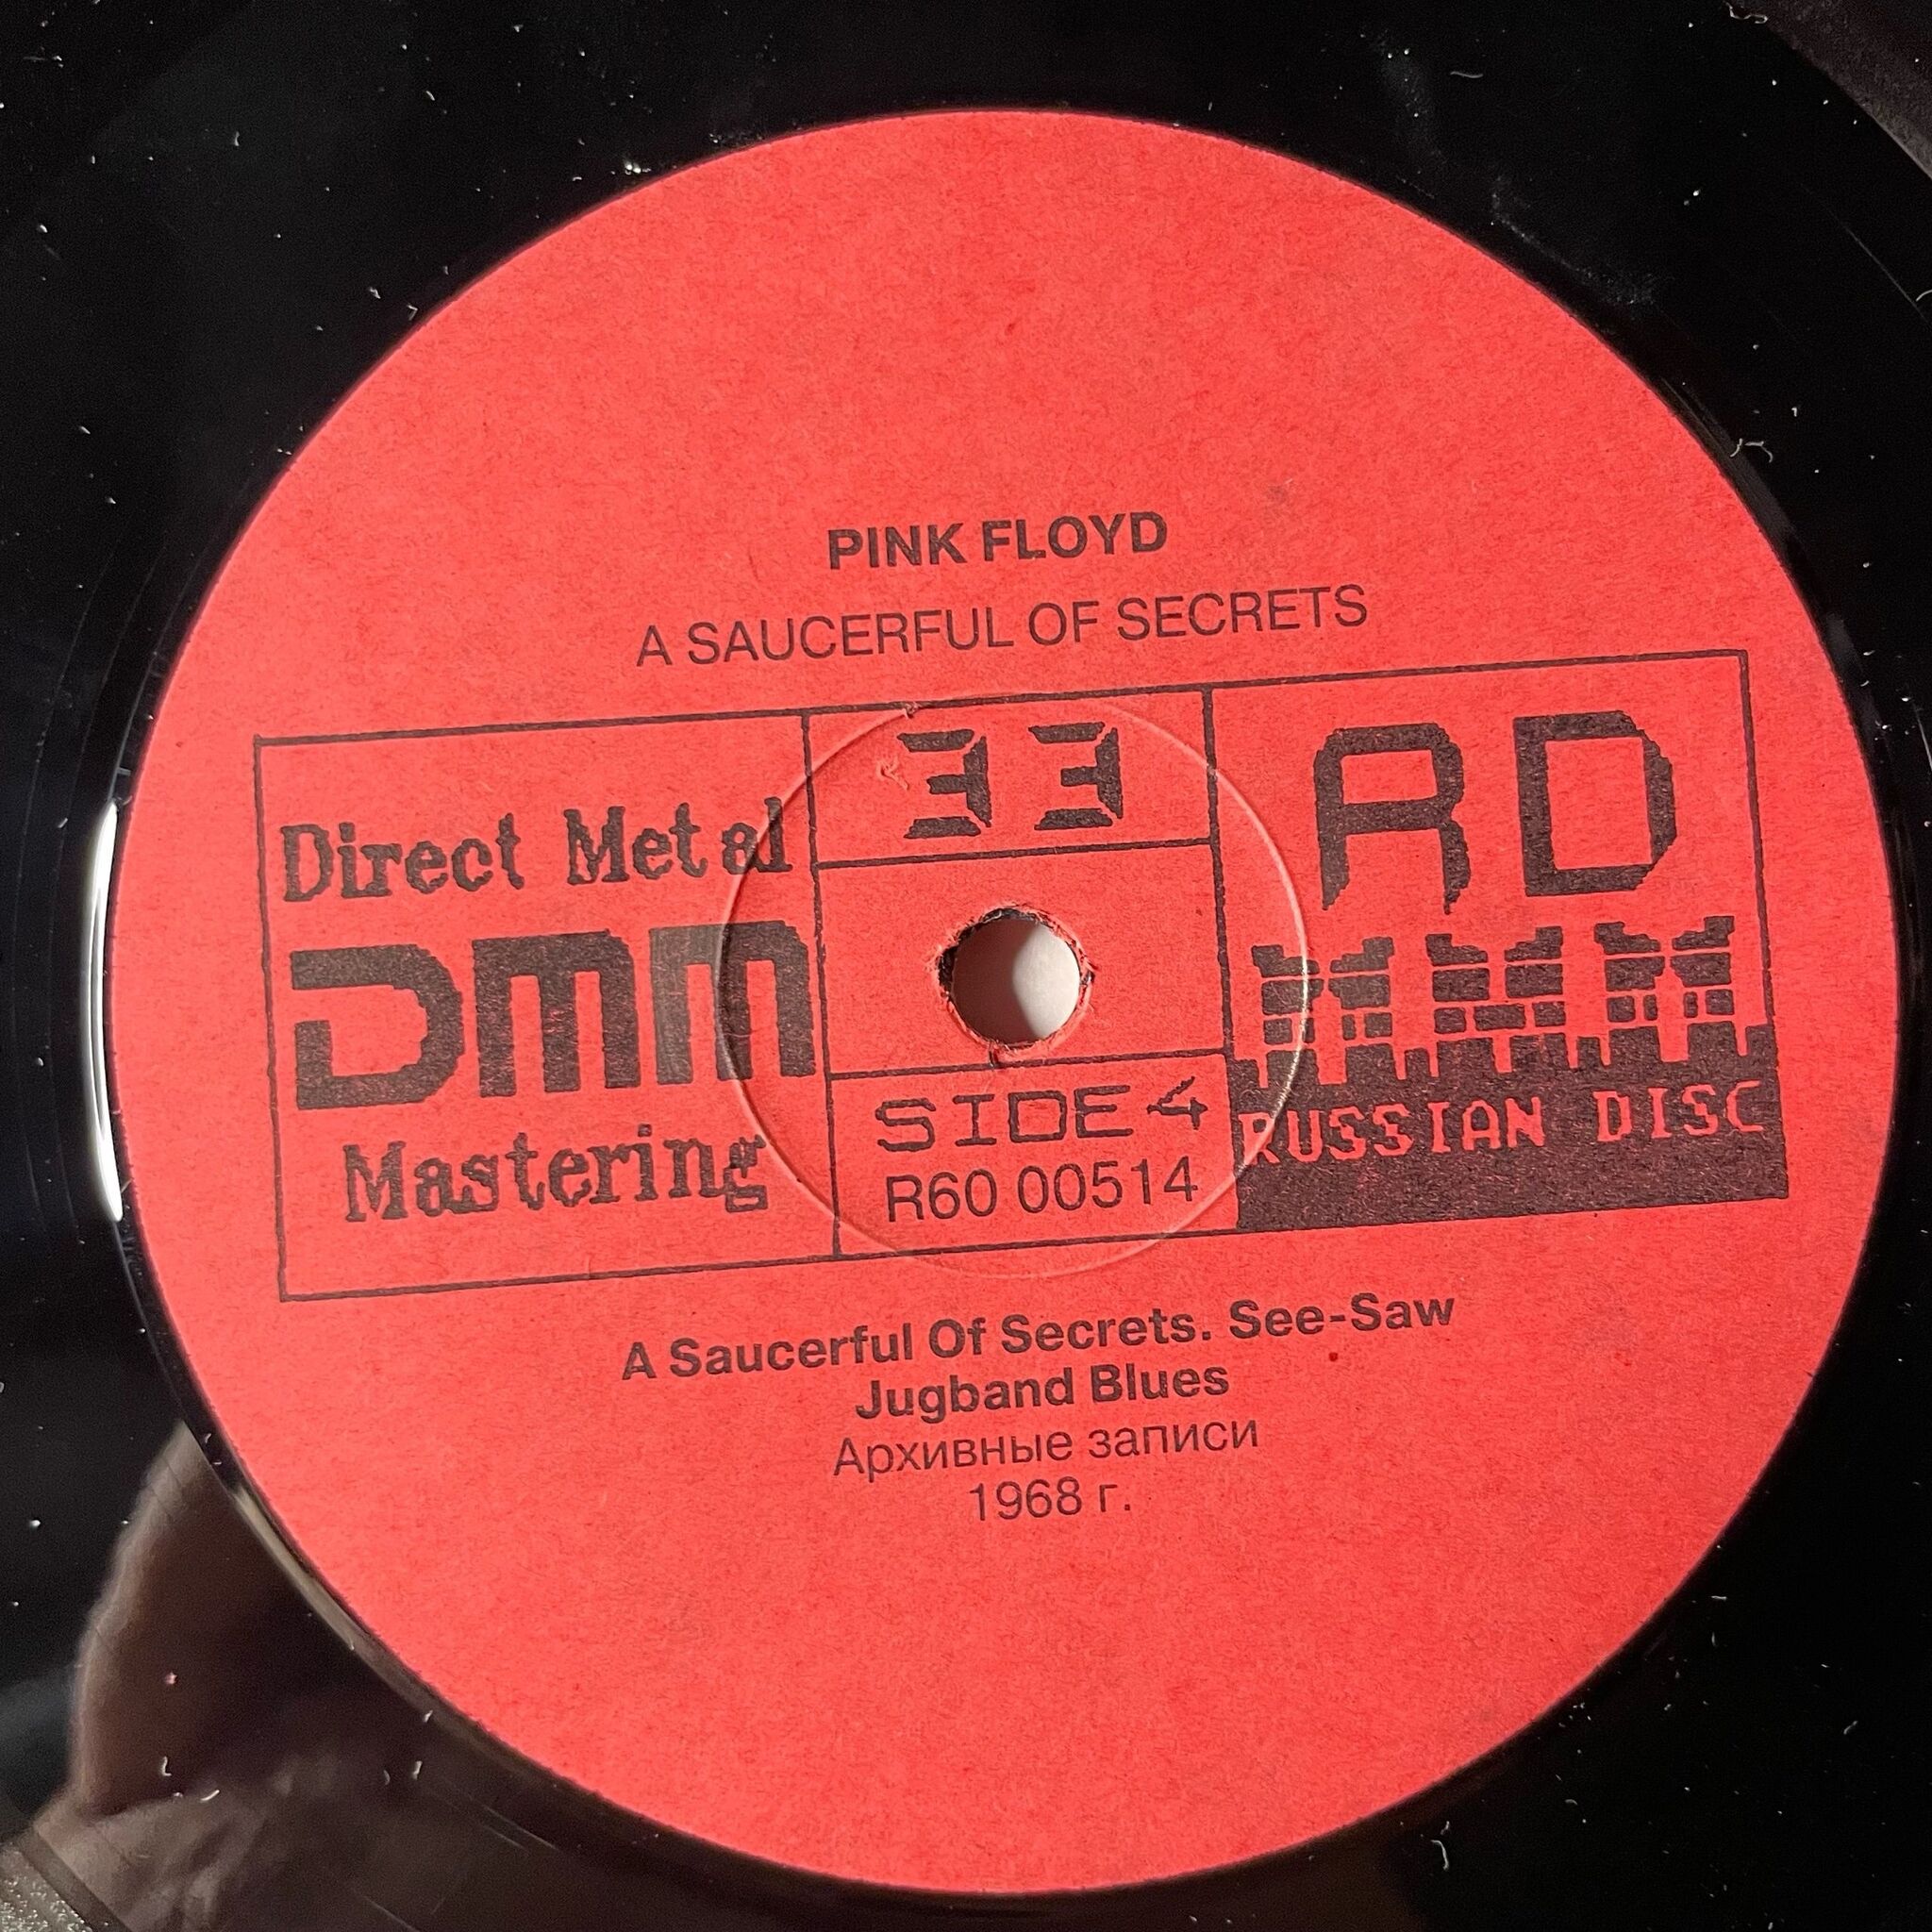 PINK FLOYD
A SAUCERFUL OF SECRETS
Direct Metal
DMM
Mastering
33
SIDE 4
R60 00514
RD
RUSSIAN DISC
A Saucerful Of Secrets. See-Saw
Jugband Blues
Архивные записи
1968 г.